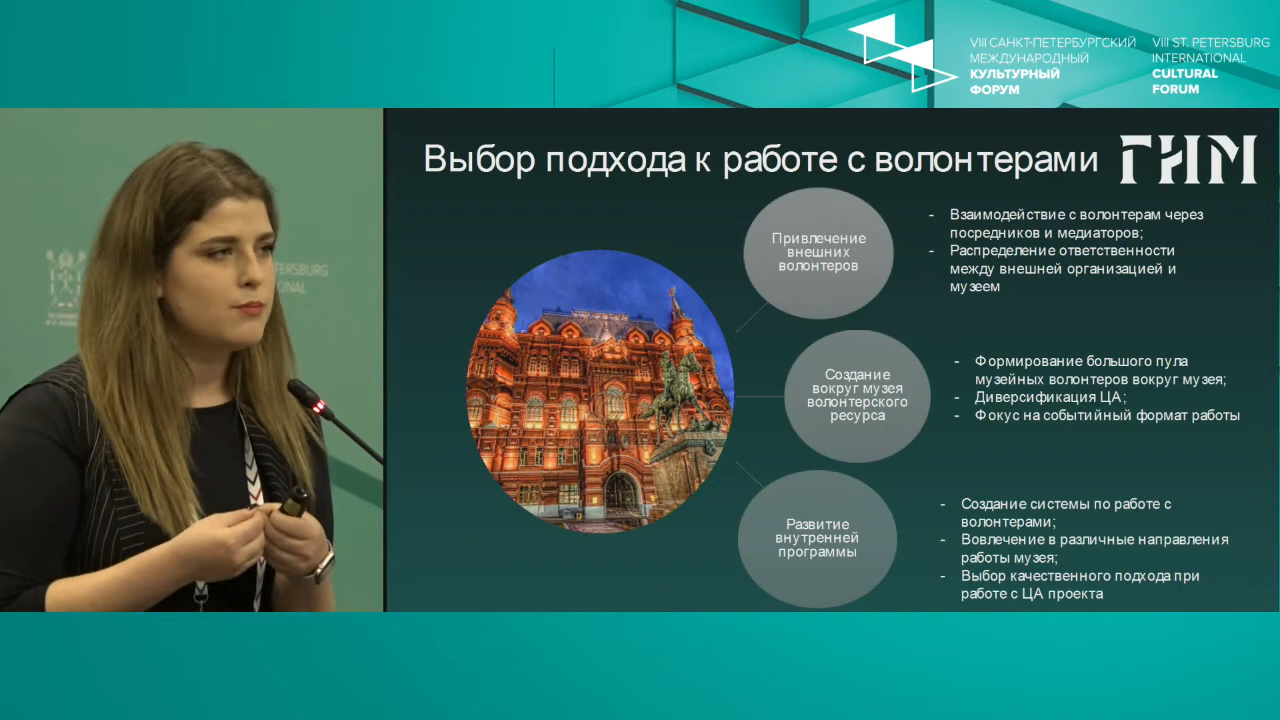 VIII САНКТ-ПЕТЕРБУРГСКИЙ
МЕЖДУНАРОДНЫЙ
КУЛЬТУРНЫЙ
ФОРУМ
VIII ST. PETERSBURG
INTERNATIONAL
CULTURAL
FORUM
Выбор подхода к работе с волонтерами
ГИМ
Привлечение
внешних
волонтеров
- Взаимодействие с волонтерам через
посредников и медиаторов;
- Распределение ответственности
между внешней организацией и
музеем
Создание
вокруг музея
волонтерского
ресурса
- Формирование большого пула
музейных волонтеров вокруг музея;
- Диверсификация ЦА;
- Фокус на событийный формат работы
Развитие
внутренней
программы
- Создание системы по работе с
волонтерами;
- Вовлечение в различные направления
работы музея;
- Выбор качественного подхода при
работе с ЦА проекта